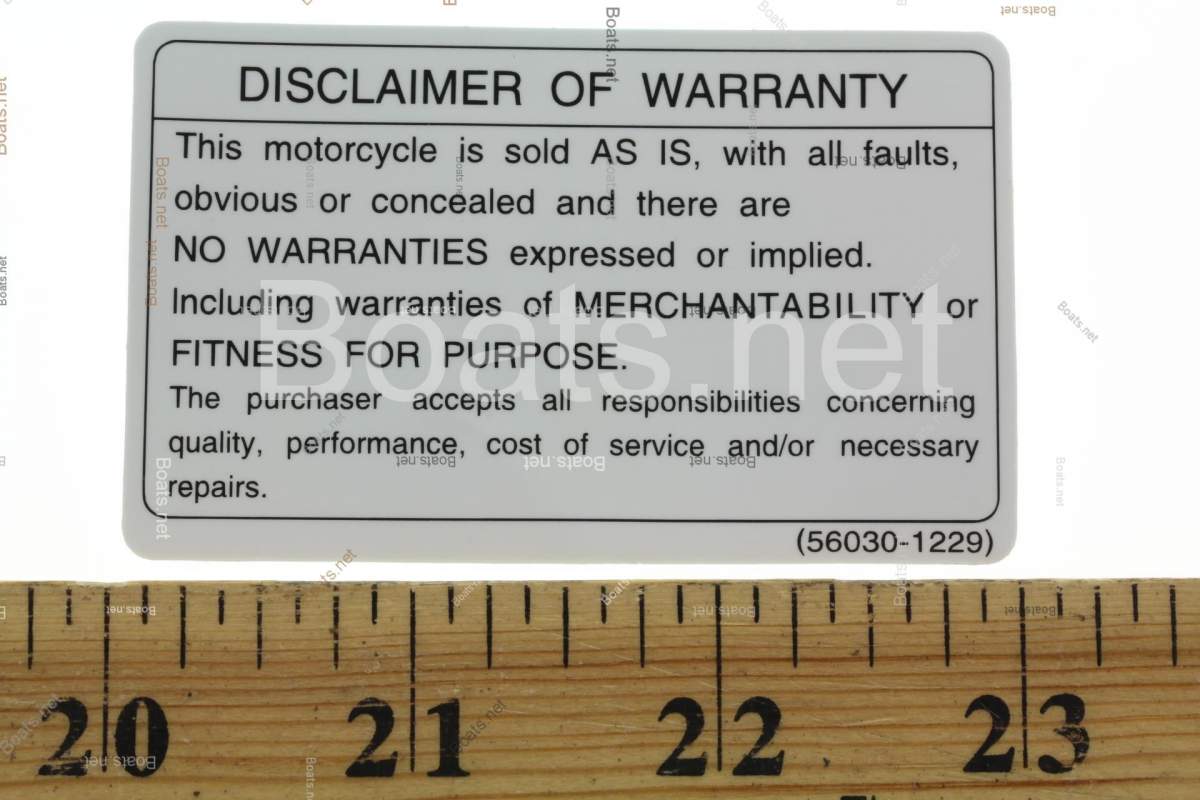 DISCLAIMER OF WARRANTY
This motorcycle is sold AS IS, with all faults,
obvious or concealed and there are
NO WARRANTIES expressed or implied.
Including warranties of MERCHANTABILITY or
FITNESS FOR PURPOSE.
The purchaser accepts all responsibilities concerning
quality, performance, cost of service and/or necessary
repairs.
(56030-1229)
Boats.net
20 21 22 23